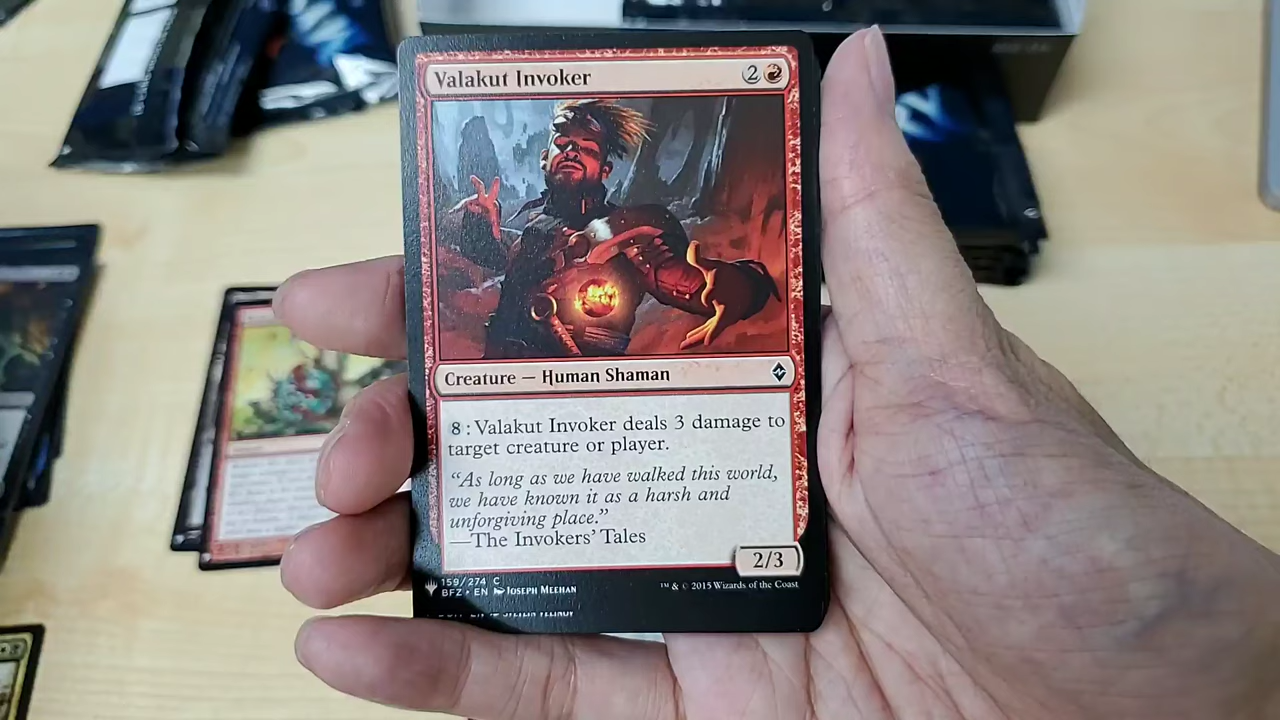 Valakut Invoker 2
Creature — Human Shaman
8 : Valakut Invoker deals 3 damage to
target creature or player.
“As long as we have walked this world,
we have known it as a harsh and
unforgiving place.”
—The Invokers’ Tales
2/3
159/274 C
BFZ • EN Joseph Meehan
™ & © 2015 Wizards of the Coast